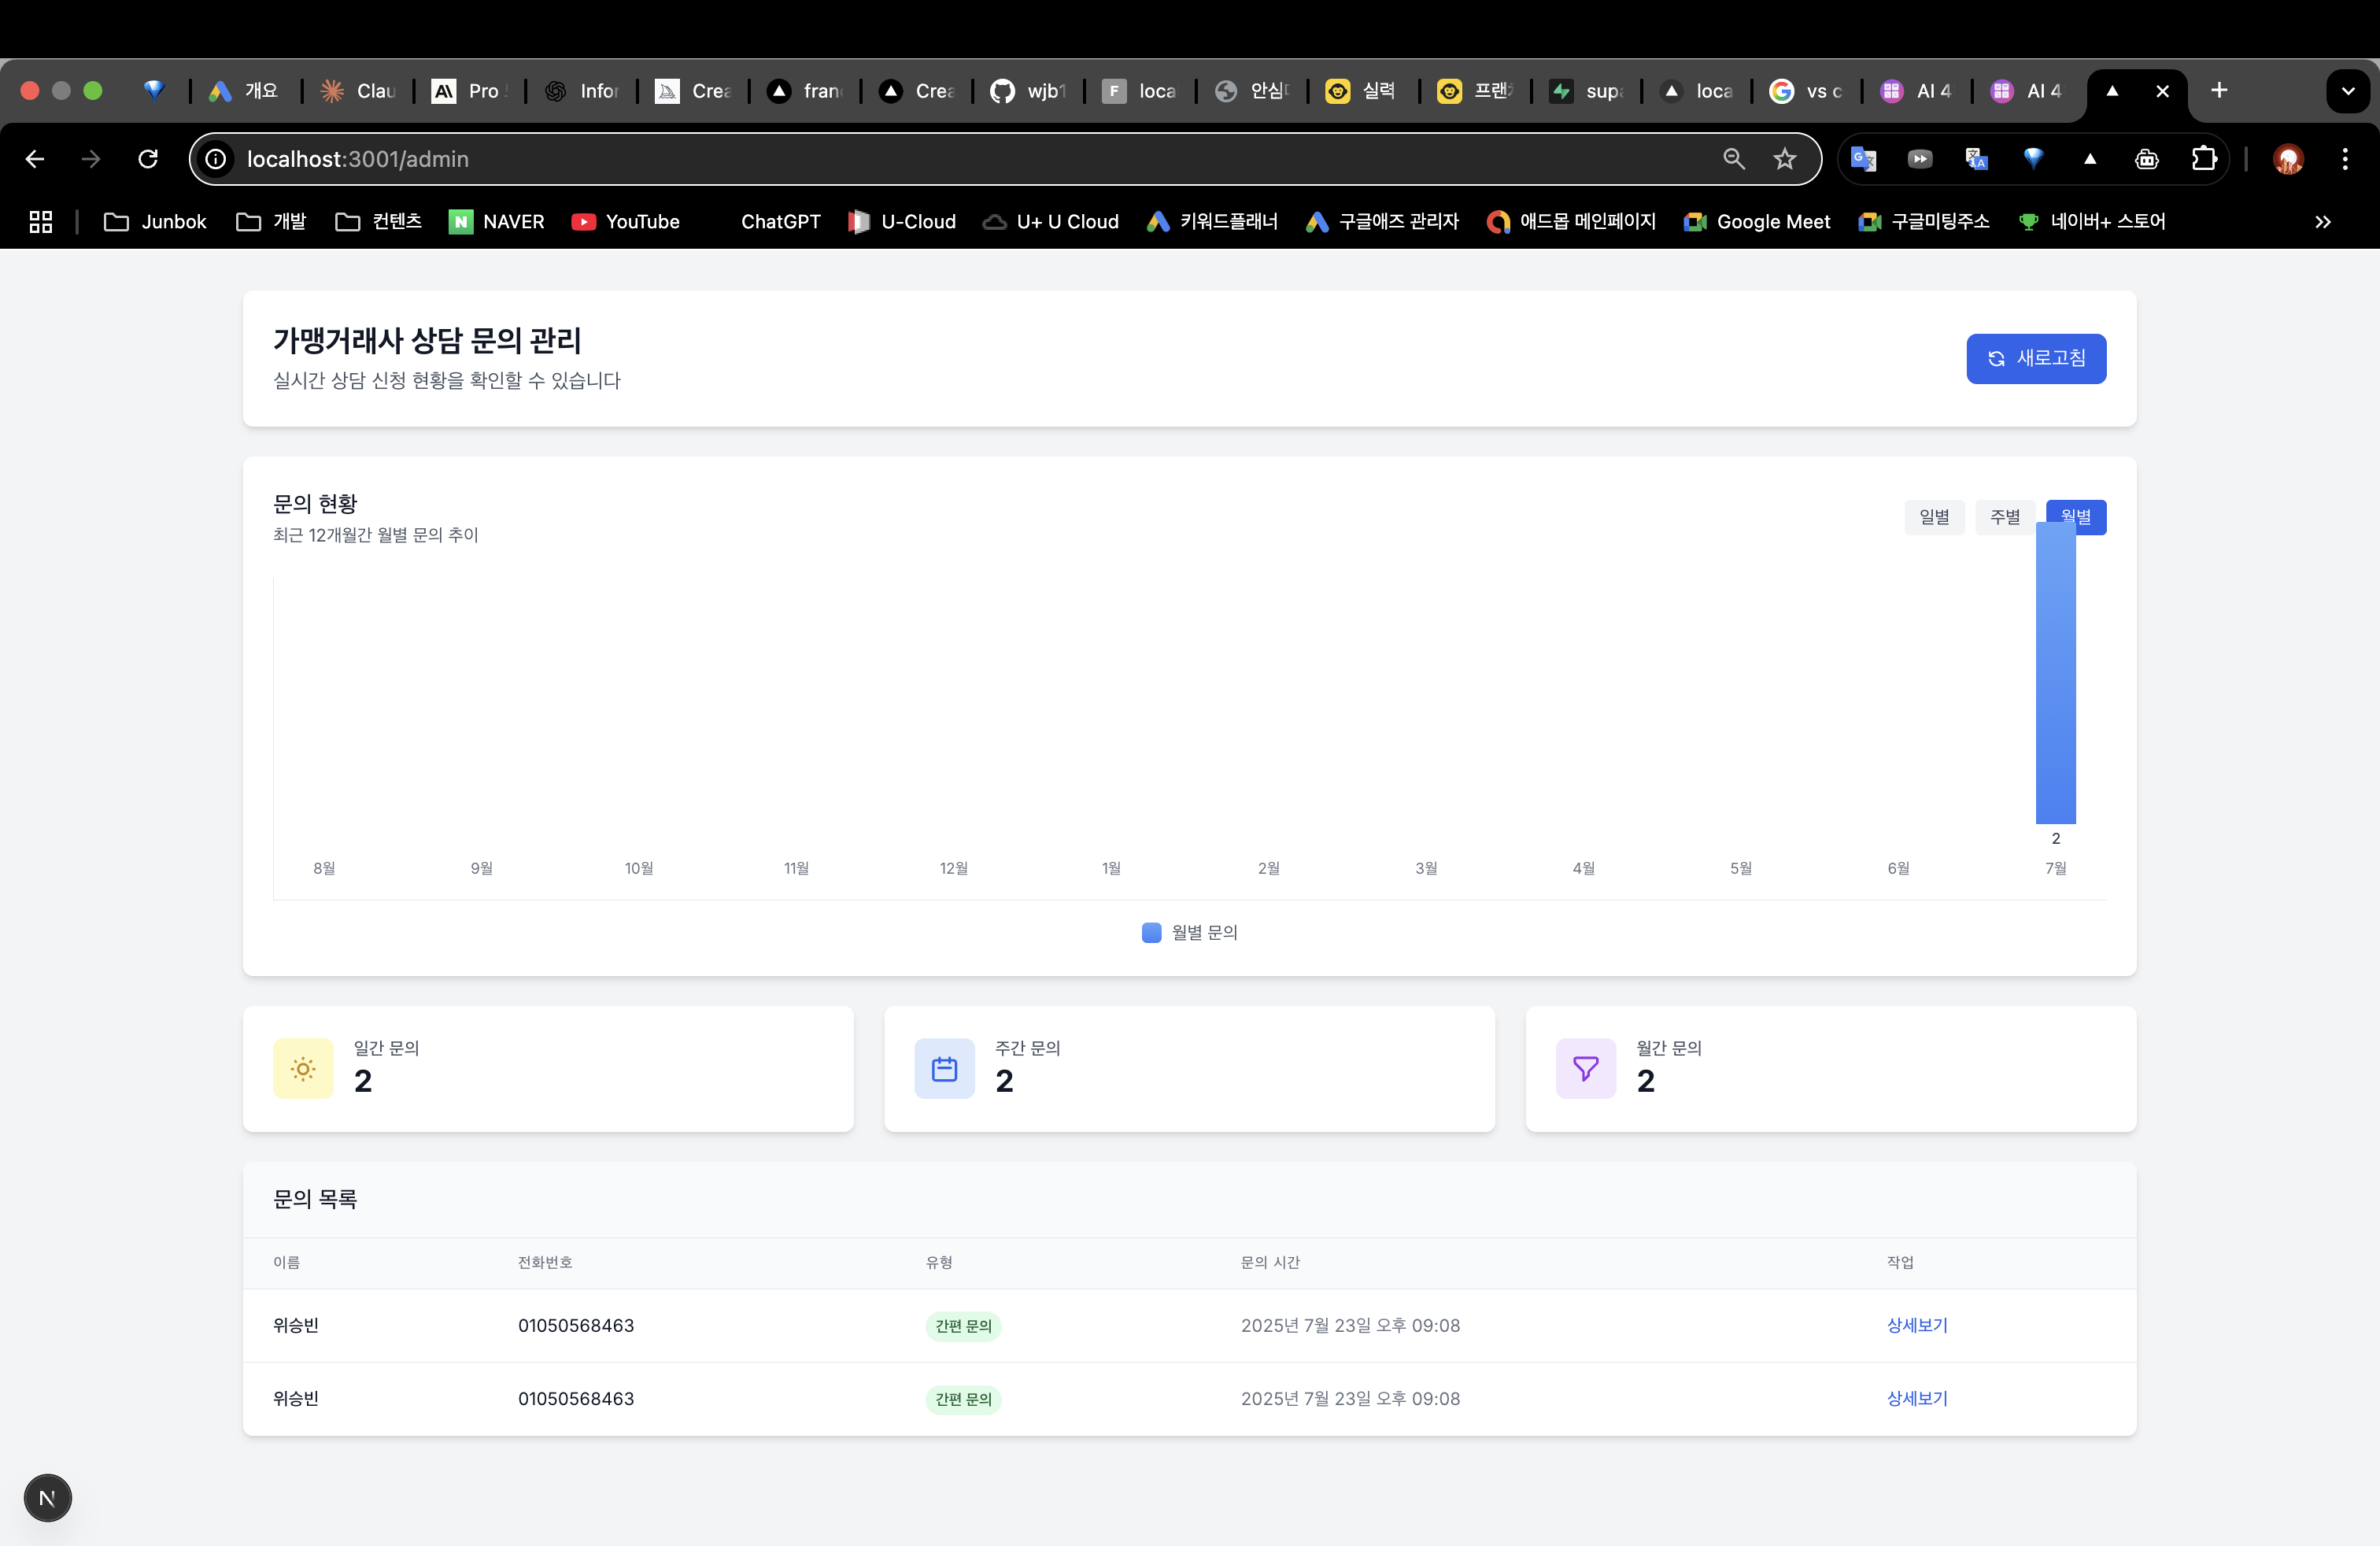 개요
Clau
Pro
Infor
Crea
fran
Crea
wjb1
loca
안심
실력
프랜
supa
loca
vs c
AI 4
AI 4
localhost:3001/admin
Junbok
개발
컨텐츠
NAVER
YouTube
ChatGPT
U-Cloud
U+ U Cloud
키워드플래너
구글애즈 관리자
애드몹 메인페이지
Google Meet
구글미팅주소
네이버+ 스토어
가맹거래사 상담 문의 관리
실시간 상담 신청 현황을 확인할 수 있습니다
새로고침
문의 현황
최근 12개월간 월별 문의 추이
일별 주별 월별
2
8월 9월 10월 11월 12월 1월 2월 3월 4월 5월 6월 7월
월별 문의
일간 문의
2
주간 문의
2
월간 문의
2
문의 목록
이름 전화번호 유형 문의 시간 작업
위승빈 01050568463 간편 문의 2025년 7월 23일 오후 09:08 상세보기
위승빈 01050568463 간편 문의 2025년 7월 23일 오후 09:08 상세보기
N